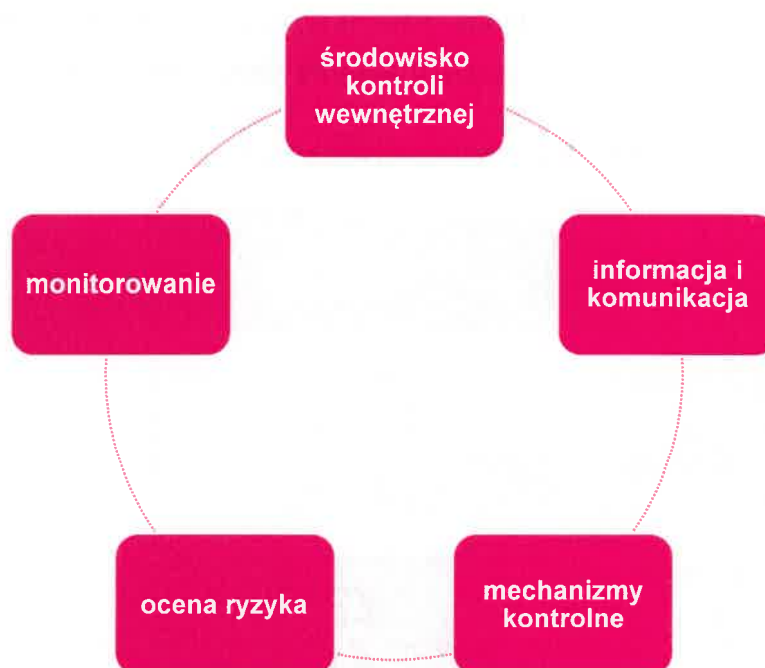 środowisko
kontroli
wewnętrznej
informacja i
komunikacja
mechanizmy
kontrolne
ocena ryzyka
monitorowanie